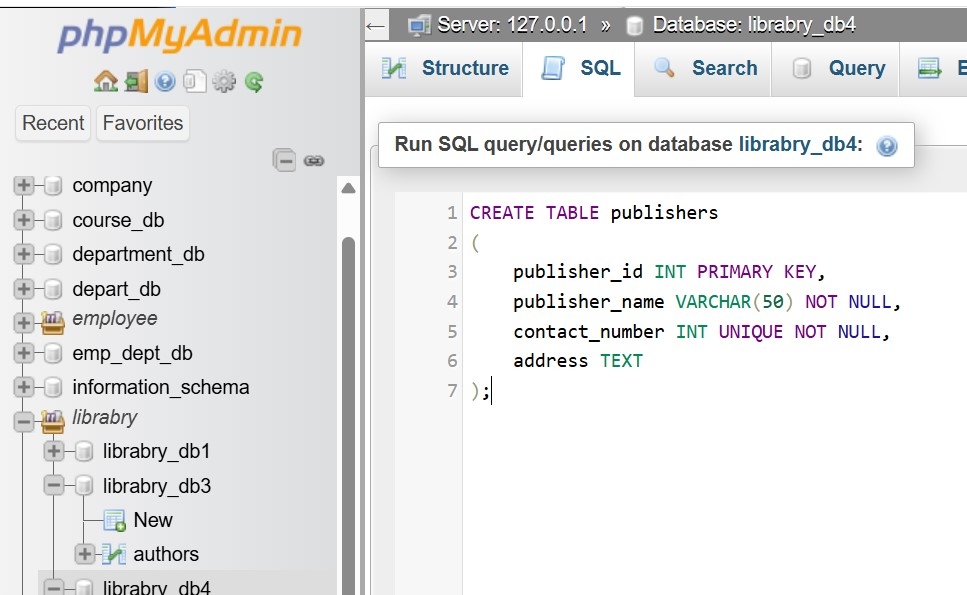 phpMyAdmin
Recent
Favorites
company
course_db
department_db
depart_db
employee
emp_dept_db
information_schema
librabry
librabry_db1
librabry_db3
New
authors
librabry_db4
← Server: 127.0.0.1 » Database: librabry_db4
Structure
SQL
Search
Query
E
Run SQL query/queries on database librabry_db4:
1 CREATE TABLE publishers
2 (
3     publisher_id INT PRIMARY KEY,
4     publisher_name VARCHAR(50) NOT NULL,
5     contact_number INT UNIQUE NOT NULL,
6     address TEXT
7 );